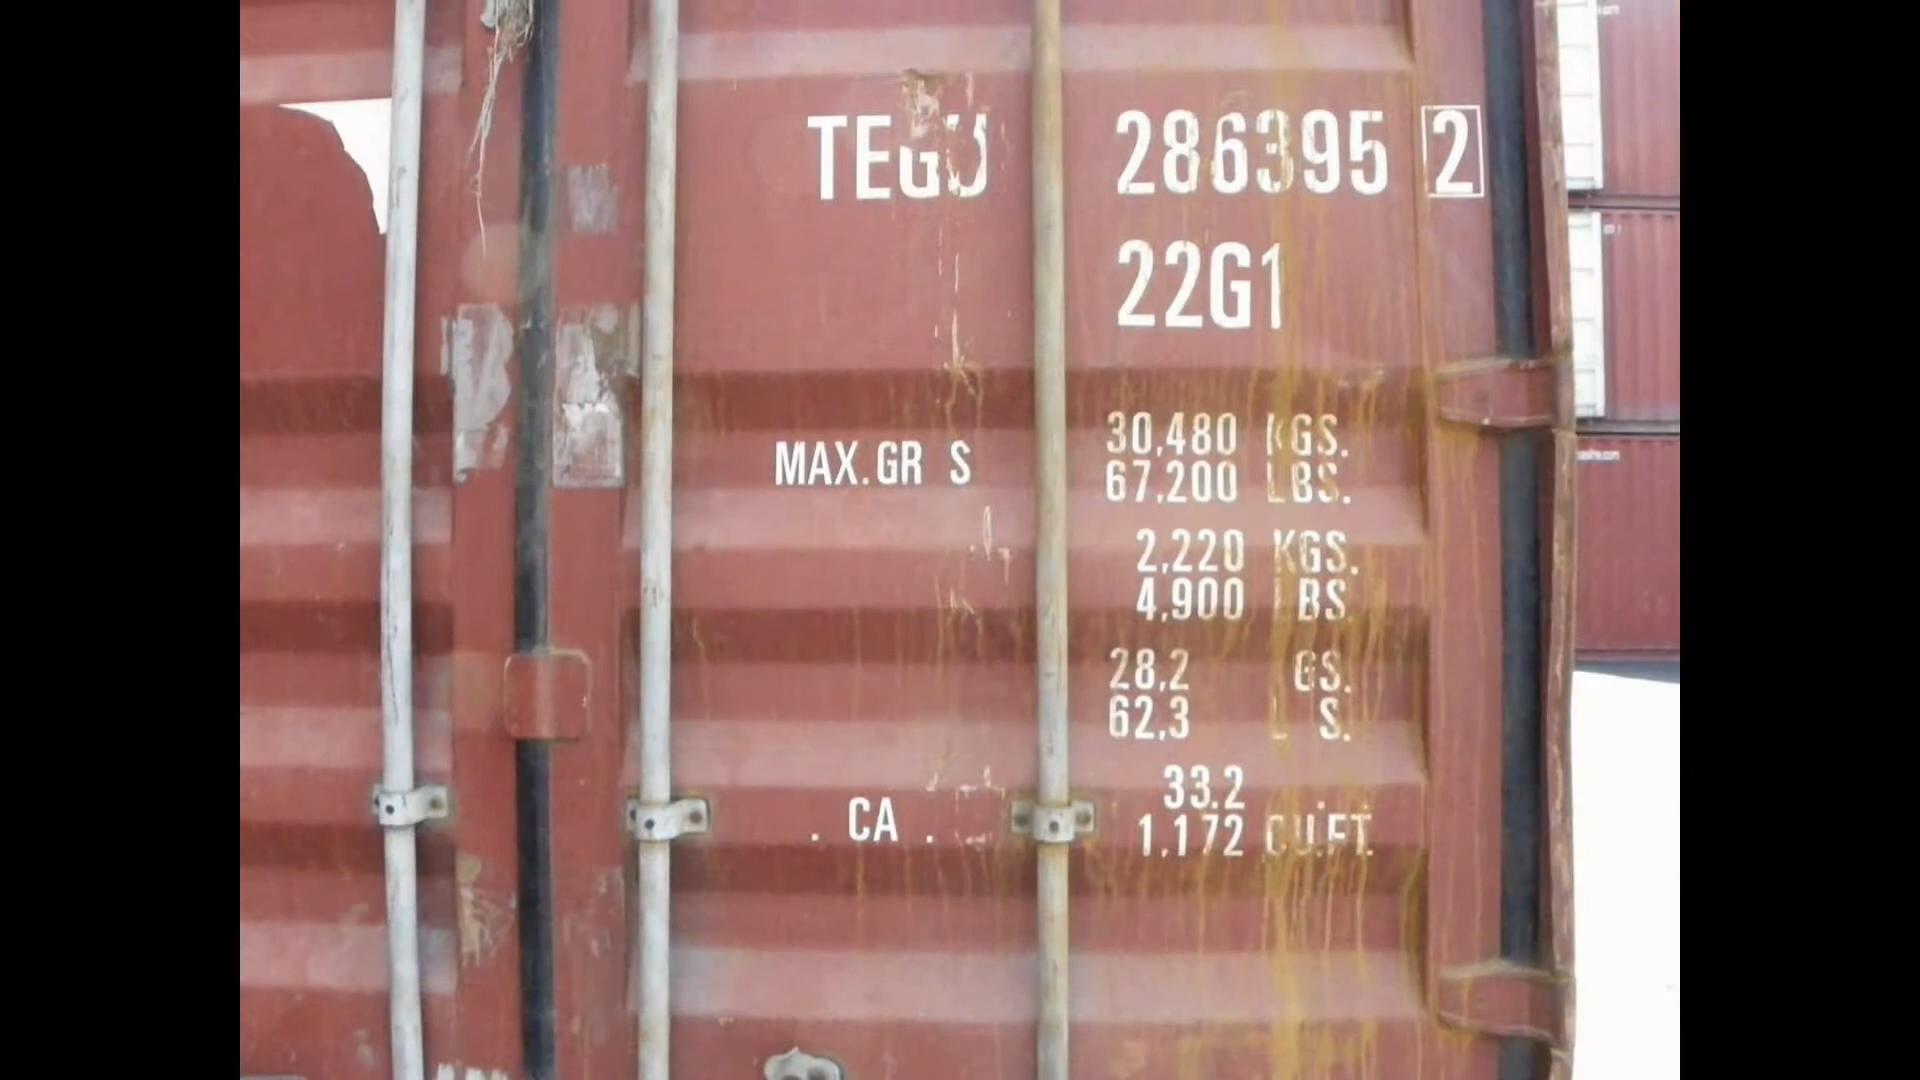 TEGU 286395 2
22G1
MAX.GR S 30,480 KGS.
67,200 LBS.
2,220 KGS.
4,900 LBS.
28,2 GS.
62,3 L S.
33.2
. CA . 1,172 CU.FT.